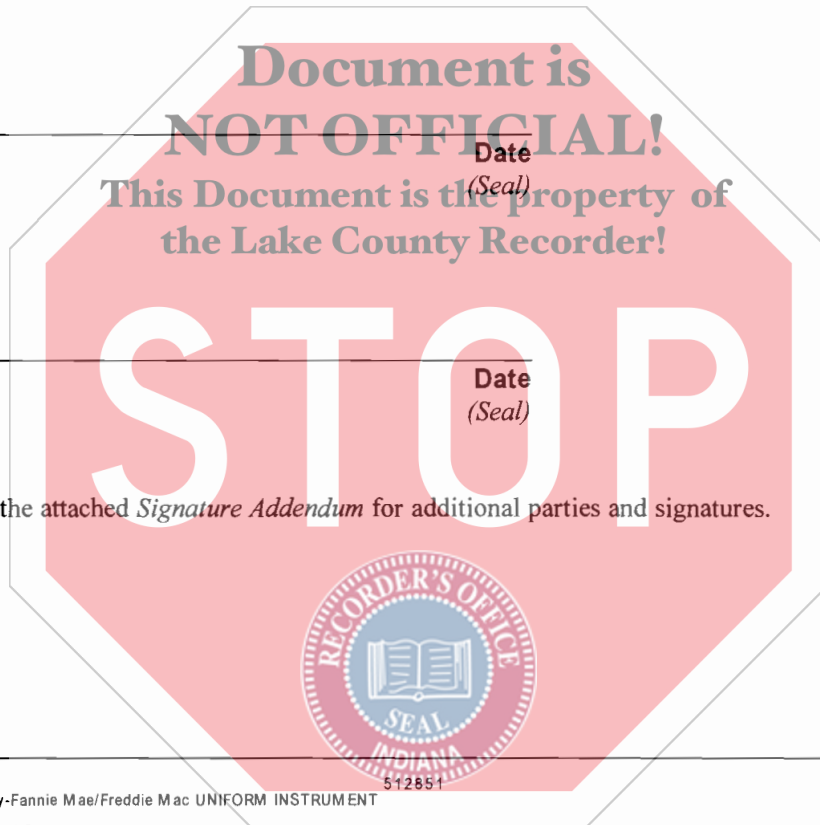 Document is
NOT OFFICIAL!
Date
This Document is the property of
(Seal)
the Lake County Recorder!
STOP
Date
(Seal)
the attached Signature Addendum for additional parties and signatures.
RECORDER'S OFFICE
SEAL
INDIANA
512851
y-Fannie Mae/Freddie Mac UNIFORM INSTRUMENT